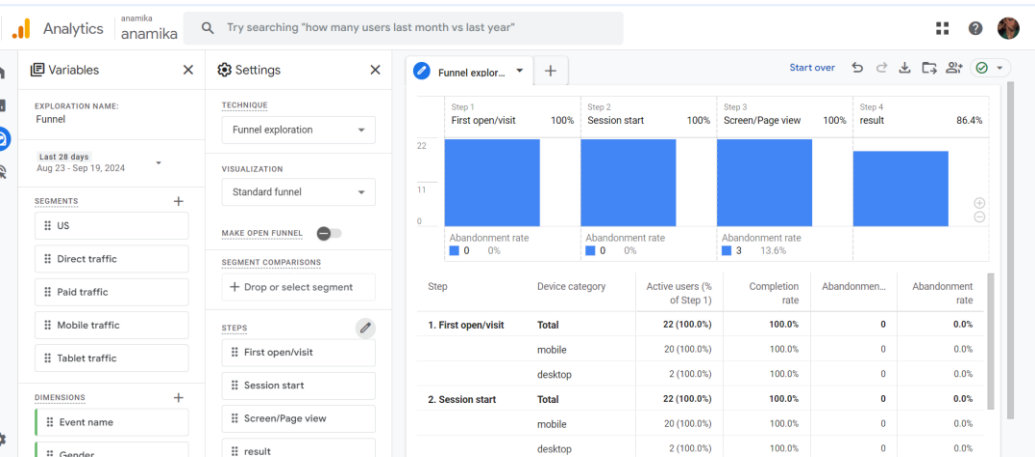 Analytics
anamika
anamika
Try searching "how many users last month vs last year"
Variables
EXPLORATION NAME:
Funnel
Last 28 days
Aug 23 - Sep 19, 2024
SEGMENTS
US
Direct traffic
Paid traffic
Mobile traffic
Tablet traffic
DIMENSIONS
Event name
Gender
Settings
TECHNIQUE
Funnel exploration
VISUALIZATION
Standard funnel
MAKE OPEN FUNNEL
SEGMENT COMPARISONS
Drop or select segment
STEPS
First open/visit
Session start
Screen/Page view
result
Funnel explor...
Start over
Step 1 Step 2 Step 3 Step 4
First open/visit 100% Session start 100% Screen/Page view 100% result 86.4%
22
11
0
Abandonment rate Abandonment rate Abandonment rate
0 0% 0 0% 3 13.6%
Step Device category Active users (% of Step 1) Completion rate Abandonmen... Abandonment rate
1. First open/visit Total 22 (100.0%) 100.0% 0 0.0%
mobile 20 (100.0%) 100.0% 0 0.0%
desktop 2 (100.0%) 100.0% 0 0.0%
2. Session start Total 22 (100.0%) 100.0% 0 0.0%
mobile 20 (100.0%) 100.0% 0 0.0%
desktop 2 (100.0%) 100.0% 0 0.0%